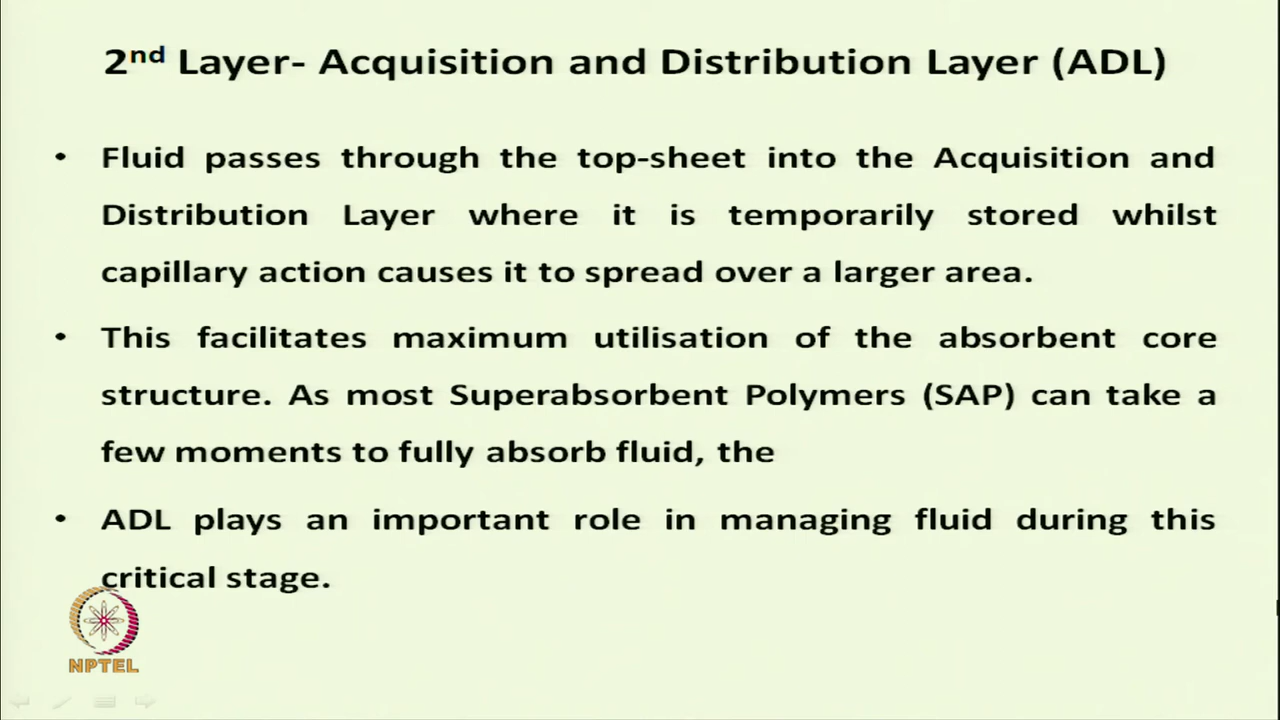 2nd Layer- Acquisition and Distribution Layer (ADL)
• Fluid passes through the top-sheet into the Acquisition and
Distribution Layer where it is temporarily stored whilst
capillary action causes it to spread over a larger area.
• This facilitates maximum utilisation of the absorbent core
structure. As most Superabsorbent Polymers (SAP) can take a
few moments to fully absorb fluid, the
• ADL plays an important role in managing fluid during this
critical stage.
NPTEL